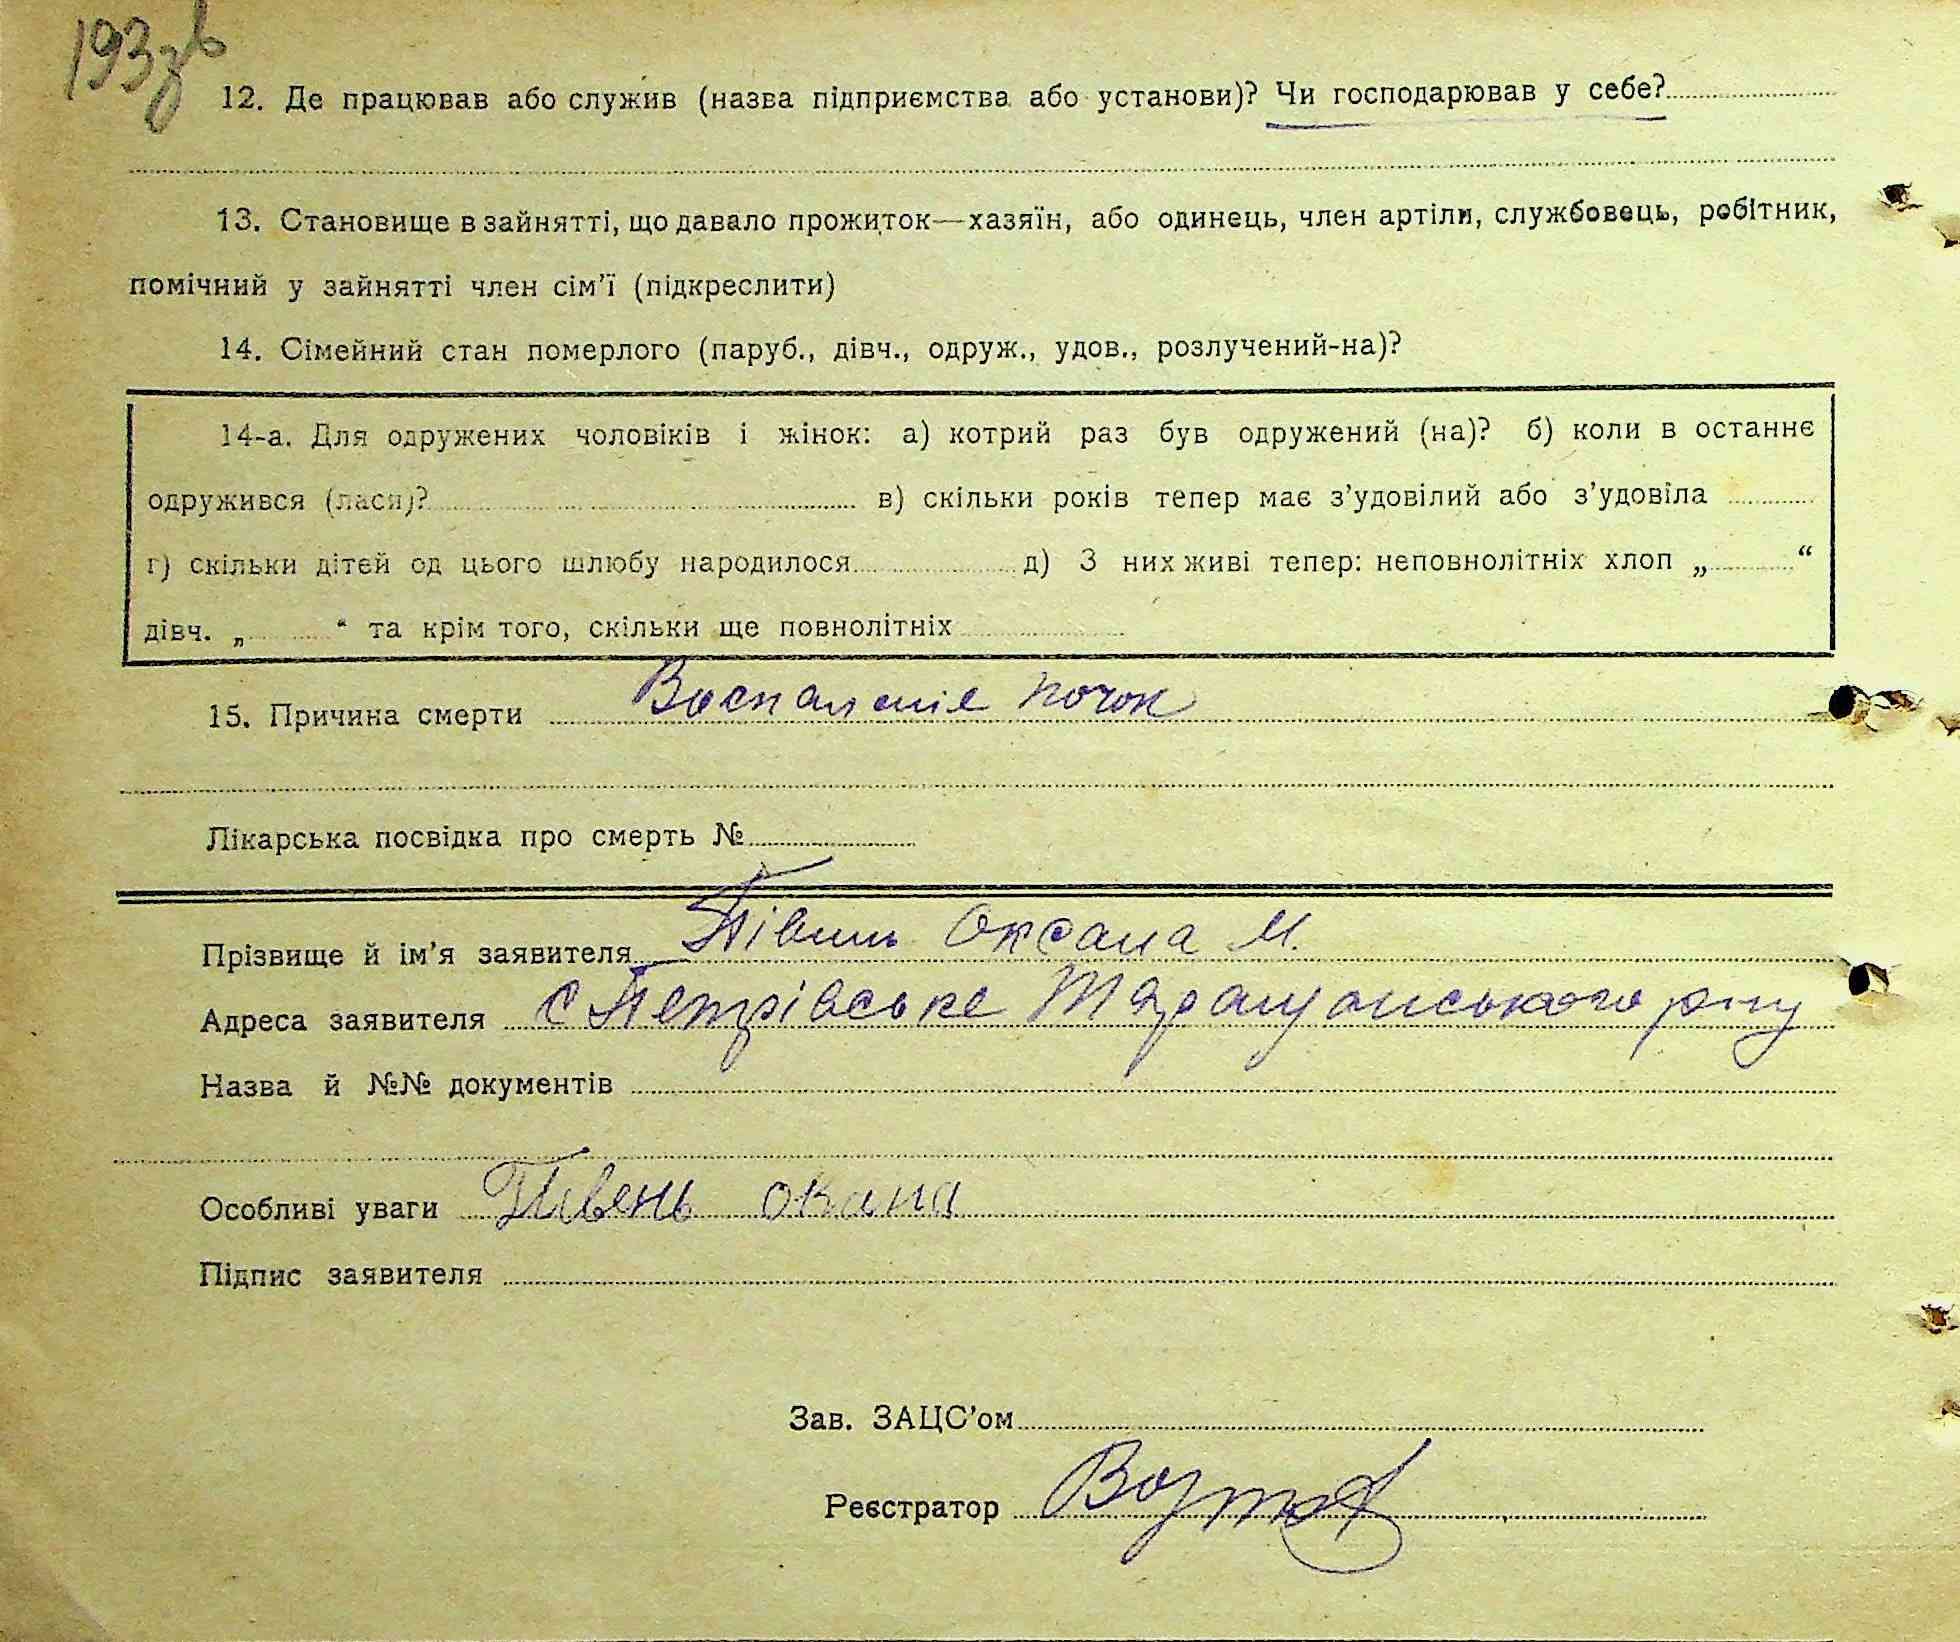 193зв
12. Де працював або служив (назва підприємства або установи)? Чи господарював у себе?
13. Становище в зайнятті, що давало прожиток—хазяїн, або одинець, член артіли, службовець, робітник,
помічний у зайнятті член сім’ї (підкреслити)
14. Сімейний стан померлого (паруб., дівч., одруж., удов., розлучений-на)?
14-а. Для одружених чоловіків і жінок: а) котрий раз був одружений (на)? б) коли в останнє
одружився (лася)? в) скільки років тепер має з’удовілий або з’удовіла
г) скільки дітей од цього шлюбу народилося д) З них живі тепер: неповнолітніх хлоп „ “
дівч. „ “ та крім того, скільки ще повнолітніх
15. Причина смерти Воспаленіе почок
Лікарська посвідка про смерть №
Прізвище й ім’я заявителя Півень Оксана М.
Адреса заявителя с Петрівське Таращанського р-ну
Назва й №№ документів
Особливі уваги Півень окана
Підпис заявителя
Зав. ЗАЦС’ом
Реєстратор